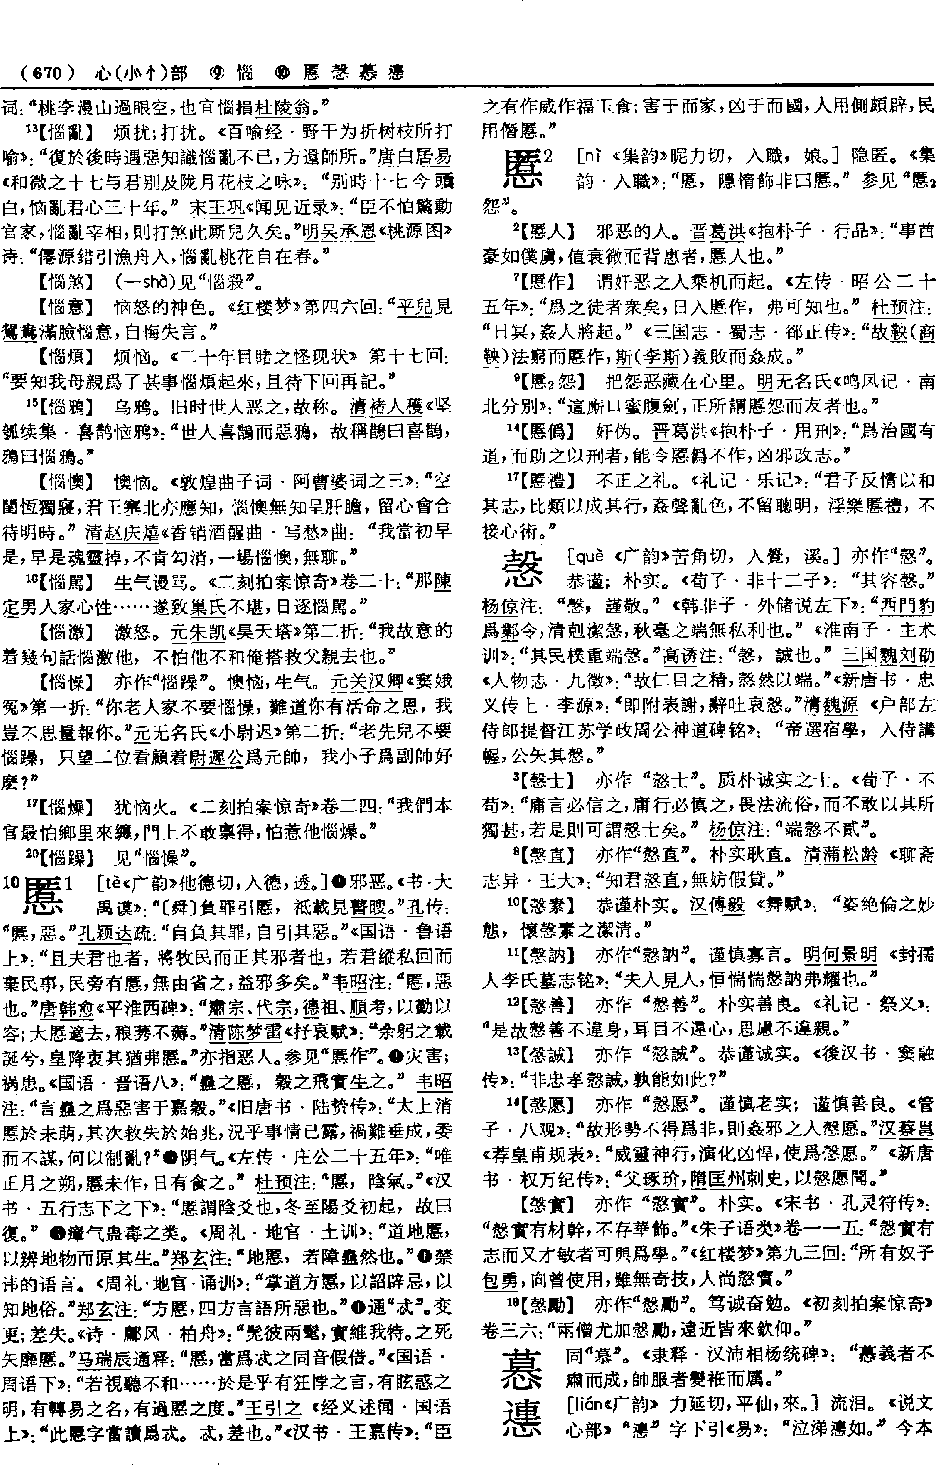 (670) 心(小忄)部 ⑨ 惱 ⑩ 慝 愨 慕 慩
词:“桃李漫山過眼空,也宜惱損杜陵翁。”
¹³【惱亂】 烦扰;打扰。《百喻经·野干为折树枝所打
喻》:“復於後時遇惡知識惱亂不已,方還師所。”唐白居易
《和微之十七与君别及陇月花枝之咏》:“别時十七今頭
白,惱亂君心三十年。”宋王巩《闻见近录》:“臣不怕驚動
官家,惱亂宰相,則打煞此厮兒久矣。”明吴承恩《桃源图》
诗:“僊源錯引漁舟人,惱亂桃花自在春。”
【惱煞】 (—shà)见“惱殺”。
【惱意】 恼怒的神色。《红楼梦》第四六回:“平兒見
鴛鴦滿臉惱意,自悔失言。”
【惱煩】 烦恼。《二十年目睹之怪现状》第十七回:
“要知我母親爲了甚事惱煩起來,且待下回再記。”
¹⁵【惱鴉】 乌鸦。旧时世人恶之,故称。清褚人穫《坚
瓠续集·喜鹊恼鸦》:“世人喜鵲而惡鴉,故稱鵲曰喜鵲,
鴉曰惱鴉。”
【惱懊】 懊恼。《敦煌曲子词·阿曹婆词之三》:“空
閨恆獨寢,君王塞北亦應知,惱懊無知呈肝膽,留心會合
待明時。”清赵庆熺《香销酒醒曲·写愁》曲:“我當初早
是,早是魂靈掉,不肯勾消,一場惱懊,無聊。”
¹⁶【惱駡】 生气谩骂。《二刻拍案惊奇》卷二十:“那陳
定男人家心性……遂致巢氏不堪,日逐惱駡。”
【惱激】 激怒。元朱凯《昊天塔》第二折:“我故意的
着幾句話惱激他,不怕他不和俺搭救父親去也。”
【惱懆】 亦作“惱躁”。懊恼,生气。元关汉卿《窦娥
冤》第一折:“你老人家不要惱懆,難道你有活命之恩,我
豈不思量報你。”元无名氏《小尉迟》第二折:“老先兒不要
惱躁,只望二位看顧着尉遲公爲元帥,我小子爲副帥好
麽?”
¹⁷【惱燥】 犹恼火。《二刻拍案惊奇》卷二四:“我們本
官最怕鄉里來纏,門上不敢禀得,怕惹他惱燥。”
²⁰【惱躁】 见“惱懆”。
10 慝1 [tè《广韵》他德切,入德,透。]❶邪恶。《书·大
禹谟》:“〔舜〕負罪引慝,祗載見瞽瞍。”孔传:
“慝,惡。”孔颖达疏:“自負其罪,自引其惡。”《国语·鲁语
上》:“且夫君也者,將牧民而正其邪者也,若君縱私回而
棄民事,民旁有慝,無由省之,益邪多矣。”韦昭注:“慝,惡
也。”唐韩愈《平淮西碑》:“肅宗、代宗,德祖、順考,以勤以
容;大慝適去,稂莠不薅。”清陈梦雷《抒哀赋》:“余躬之載
誕兮,皇降衷其猶弗慝。”亦指恶人。参见“慝作”。❷灾害;
祸患。《国语·晋语八》:“蠱之慝,穀之飛實生之。”韦昭
注:“言蠱之爲惡害于嘉穀。”《旧唐书·陆贽传》:“太上消
慝於未萌,其次救失於始兆,況乎事情已露,禍難垂成,委
而不謀,何以制亂?”❸阴气。《左传·庄公二十五年》:“唯
正月之朔,慝未作,日有食之。”杜预注:“慝,陰氣。”《汉
书·五行志下之下》:“慝謂陰爻也,冬至陽爻初起,故曰
復。”❹瘴气蛊毒之类。《周礼·地官·土训》:“道地慝,
以辨地物而原其生。”郑玄注:“地慝,若障蠱然也。”❺禁
讳的语言。《周礼·地官·诵训》:“掌道方慝,以詔辟忌,以
知地俗。”郑玄注:“方慝,四方言語所惡也。”❻通“忒”。变
更;差失。《诗·鄘风·柏舟》:“髧彼兩髦,實維我特。之死
矢靡慝。”马瑞辰通释:“慝,當爲忒之同音假借。”《国语·
周语下》:“若視聽不和……於是乎有狂悖之言,有眩惑之
明,有轉易之名,有過慝之度。”王引之《经义述闻·国语
上》:“此慝字當讀爲忒。忒,差也。”《汉书·王嘉传》:“臣
之有作威作福玉食;害于而家,凶于而國,人用側頗辟,民
用僭慝。”
慝2 [nì《集韵》昵力切,入職,娘。]隐匿。《集
韵·入職》:“慝,隱情飾非曰慝。”参见“慝₂
怨”。
²【慝人】 邪恶的人。晋葛洪《抱朴子·行品》:“事酋
豪如僕虜,值衰微而背惠者,慝人也。”
⁷【慝作】 谓奸恶之人乘机而起。《左传·昭公二十
五年》:“爲之徒者衆矣,日入慝作,弗可知也。”杜预注:
“日冥,姦人將起。”《三国志·蜀志·郤正传》:“故鞅(商
鞅)法窮而慝作,斯(李斯)義敗而姦成。”
⁹【慝₂怨】 把怨恶藏在心里。明无名氏《鸣凤记·南
北分别》:“這厮口蜜腹劍,正所謂慝怨而友者也。”
¹⁴【慝僞】 奸伪。晋葛洪《抱朴子·用刑》:“爲治國有
道,而助之以刑者,能令慝僞不作,凶邪改志。”
¹⁷【慝禮】 不正之礼。《礼记·乐记》:“君子反情以和
其志,比類以成其行,姦聲亂色,不留聰明,淫樂慝禮,不
接心術。”
愨 [què《广韵》苦角切,入覺,溪。]亦作“慤”。
恭谨;朴实。《荀子·非十二子》:“其容愨。”
杨倞注:“愨,謹敬。”《韩非子·外储说左下》:“西門豹
爲鄴令,清剋潔愨,秋毫之端無私利也。”《淮南子·主术
训》:“其民樸重端愨。”高诱注:“愨,誠也。”三国魏刘劭
《人物志·九徵》:“故仁目之精,愨然以端。”《新唐书·忠
义传上·李源》:“即附表謝,辭吐哀愨。”清魏源《户部左
侍郎提督江苏学政周公神道碑铭》:“帝選宿學,入侍講
幄,公矢其愨。”
³【愨士】 亦作“慤士”。质朴诚实之士。《荀子·不
苟》:“庸言必信之,庸行必慎之,畏法流俗,而不敢以其所
獨甚,若是則可謂愨士矣。”杨倞注:“端愨不貳”。
⁸【愨直】 亦作“慤直”。朴实耿直。清蒲松龄《聊斋
志异·王大》:“知君愨直,無妨假貸。”
¹⁰【愨素】 恭谨朴实。汉傅毅《舞赋》:“姿絶倫之妙
態,懷愨素之潔清。”
¹¹【愨訥】 亦作“慤訥”。谨慎寡言。明何景明《封孺
人李氏墓志铭》:“夫人見人,恒惴惴愨訥弗耀也。”
¹²【愨善】 亦作“慤善”。朴实善良。《礼记·祭义》:
“是故愨善不違身,耳目不違心,思慮不違親。”
¹³【愨誠】 亦作“慤誠”。恭谨诚实。《後汉书·窦融
传》:“非忠孝愨誠,孰能如此?”
¹⁴【愨愿】 亦作“慤愿”。谨慎老实;谨慎善良。《管
子·八观》:“故形勢不得爲非,則姦邪之人愨愿。”汉蔡邕
《荐皇甫规表》:“威靈神行,演化凶悍,使爲愨愿。”《新唐
书·权万纪传》:“父琢玠,隋匡州刺史,以愨愿聞。”
【愨實】 亦作“慤實”。朴实。《宋书·孔灵符传》:
“愨實有材幹,不存華飾。”《朱子语类》卷一一五:“愨實有
志而又才敏者可與爲學。”《红楼梦》第九三回:“所有奴子
包勇,向曾使用,雖無奇技,人尚愨實。”
¹⁹【愨勵】 亦作“慤勵”。笃诚奋勉。《初刻拍案惊奇》
卷三六:“兩僧尤加愨勵,遠近皆來欽仰。”
慕 同“慕”。《隶释·汉沛相杨统碑》:“慕義者不
肅而成,帥服者變衽而属。”
慩 [lián《广韵》力延切,平仙,來。]流泪。《说文
心部》“慩”字下引《易》:“泣涕慩如。”今本